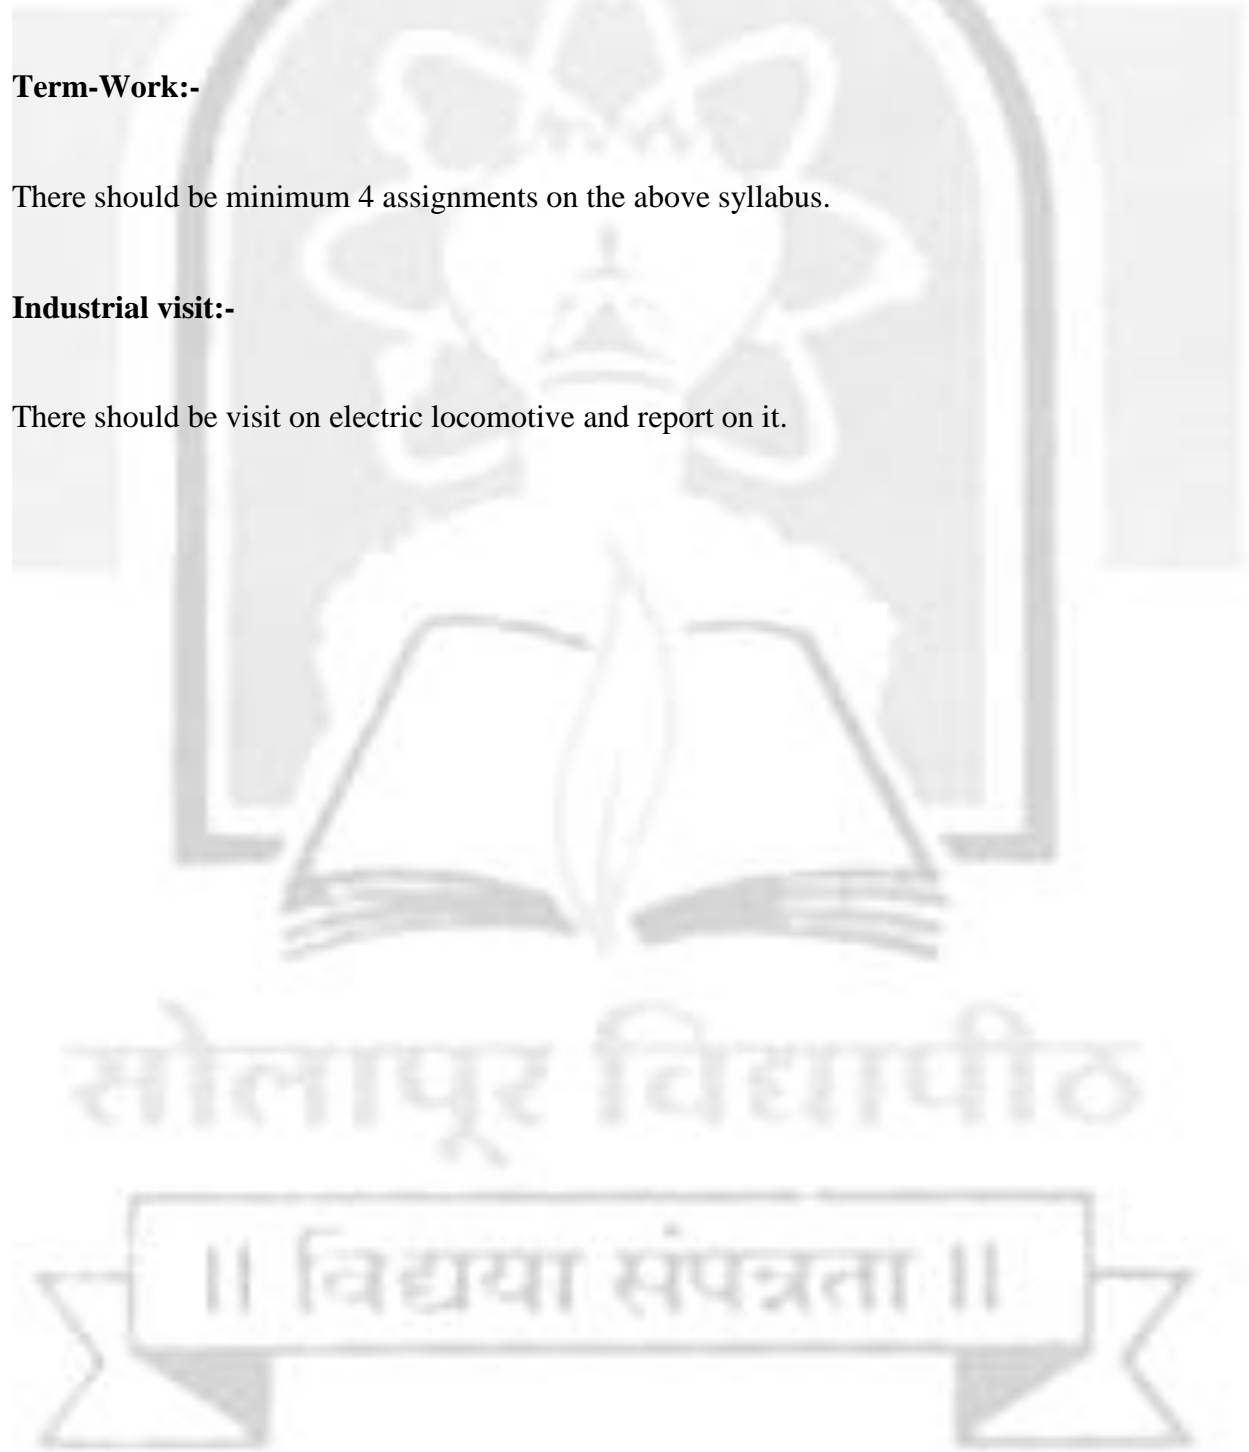 Term-Work:-
There should be minimum 4 assignments on the above syllabus.
Industrial visit:-
There should be visit on electric locomotive and report on it.
सोलापूर विद्यापीठ
|| विद्यया संपन्नता ||